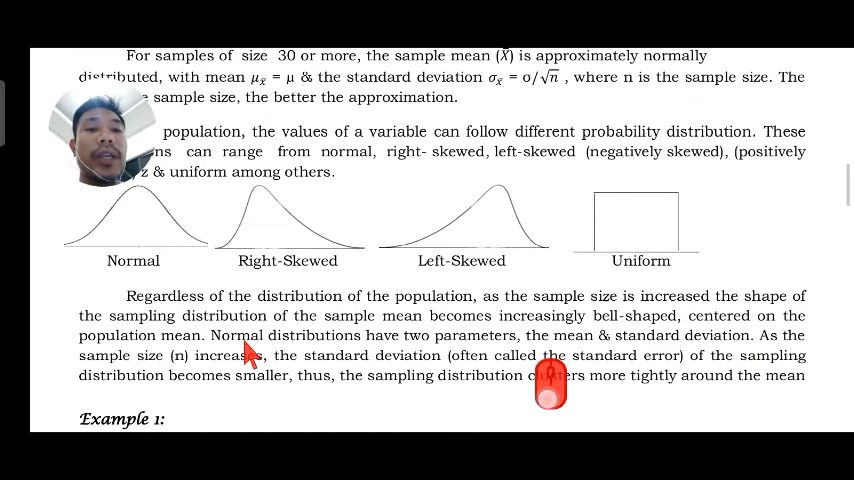 For samples of size 30 or more, the sample mean (X̄) is approximately normally
distributed, with mean μx̄ = μ & the standard deviation σx̄ = σ/√n , where n is the sample size. The
sample size, the better the approximation.
population, the values of a variable can follow different probability distribution. These
can range from normal, right- skewed, left-skewed (negatively skewed), (positively
z & uniform among others.
Normal Right-Skewed Left-Skewed Uniform
Regardless of the distribution of the population, as the sample size is increased the shape of
the sampling distribution of the sample mean becomes increasingly bell-shaped, centered on the
population mean. Normal distributions have two parameters, the mean & standard deviation. As the
sample size (n) increases, the standard deviation (often called the standard error) of the sampling
distribution becomes smaller, thus, the sampling distribution clusters more tightly around the mean
Example 1: